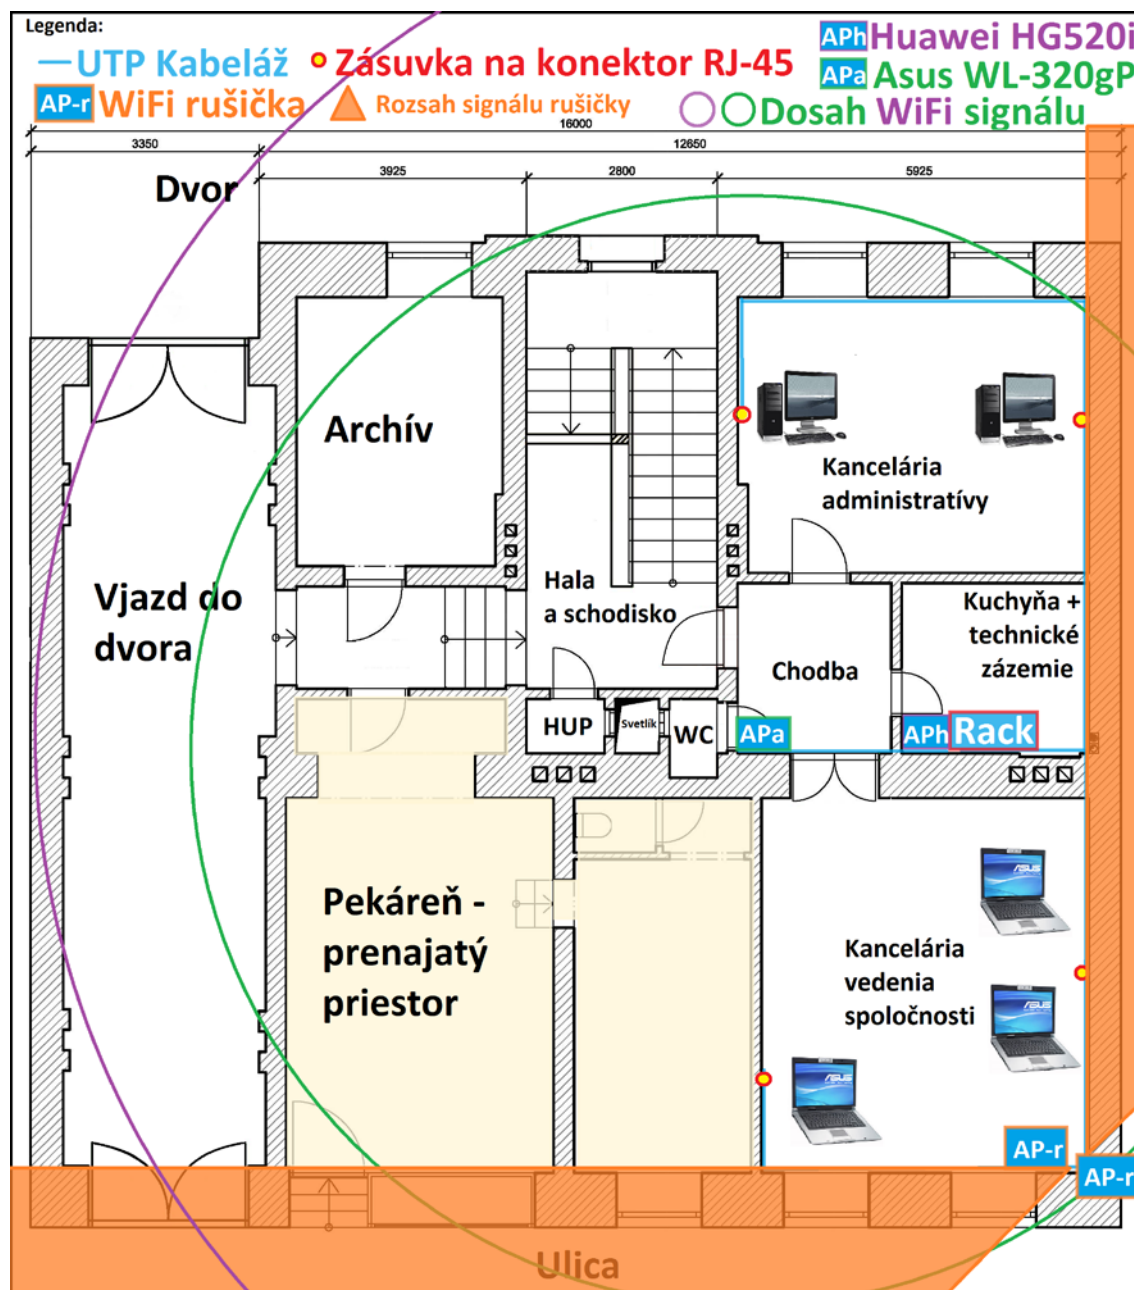 Legenda:
UTP Kabeláž
Zásuvka na konektor RJ-45
APh Huawei HG520i
APa Asus WL-320gP
AP-r WiFi rušička
Rozsah signálu rušičky
Dosah WiFi signálu
16000
3350
12650
3925
2800
5925
Dvor
Archív
Kancelária
administratívy
Vjazd do
dvora
Hala
a schodisko
Kuchyňa +
technické
zázemie
Chodba
HUP
Svetlík
WC
APa
APh
Rack
Pekáreň -
prenajatý
priestor
Kancelária
vedenia
spoločnosti
ASUS
ASUS
ASUS
AP-r
AP-r
Ulica